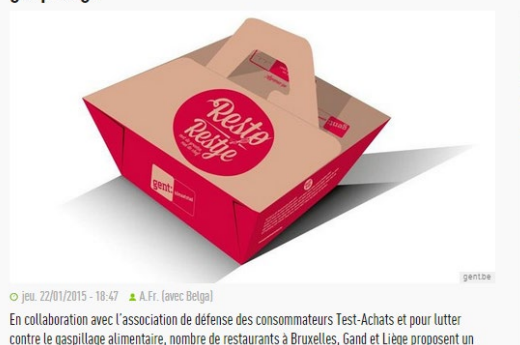 Resto
Restje
gent:
gent:
gent.be
jeu. 22/01/2015 - 18:47 A.Fr. (avec Belga)
En collaboration avec l'association de défense des consommateurs Test-Achats et pour lutter
contre le gaspillage alimentaire, nombre de restaurants à Bruxelles, Gand et Liège proposent un